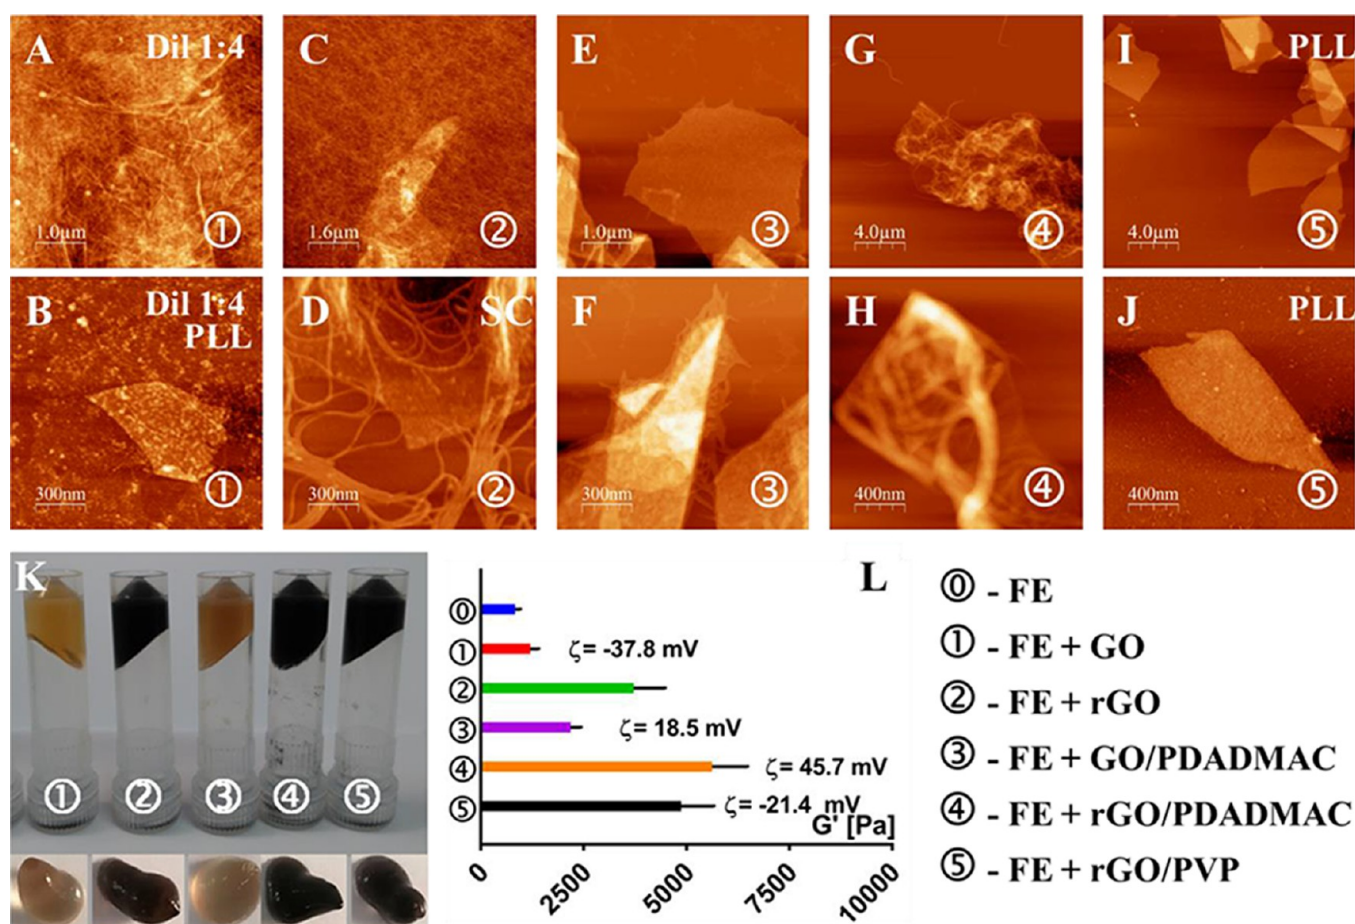 A Dil 1:4
1.0µm ①
C
1.6µm ②
E
1.0µm ③
G
4.0µm ④
I PLL
4.0µm ⑤
B Dil 1:4
PLL
300nm ①
D SC
300nm ②
F
300nm ③
H
400nm ④
J PLL
400nm ⑤
K
① ② ③ ④ ⑤
L
⓪
① ζ= -37.8 mV
②
③ ζ= 18.5 mV
④ ζ= 45.7 mV
⑤ ζ= -21.4 mV
G' [Pa]
0 2500 5000 7500 10000
⓪ - FE
① - FE + GO
② - FE + rGO
③ - FE + GO/PDADMAC
④ - FE + rGO/PDADMAC
⑤ - FE + rGO/PVP